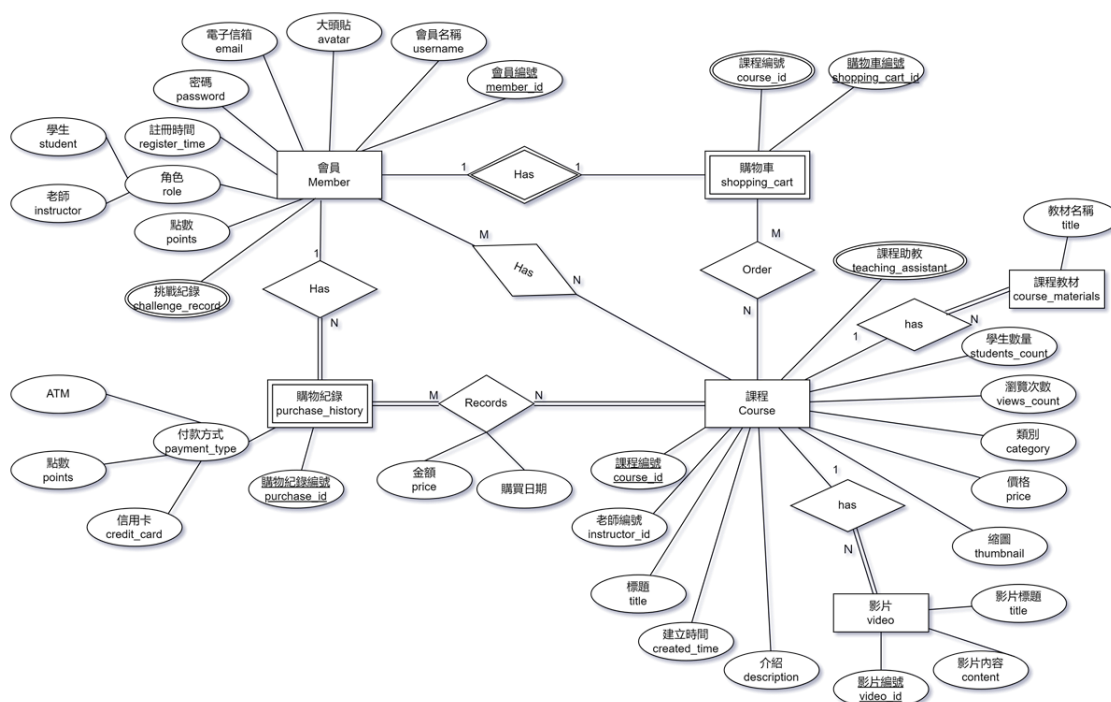 電子信箱
email
大頭貼
avatar
會員名稱
username
密碼
password
會員編號
member_id
課程編號
course_id
購物車編號
shopping_cart_id
學生
student
註冊時間
register_time
會員
Member
1
Has
1
購物車
shopping_cart
老師
instructor
角色
role
點數
points
挑戰紀錄
challenge_record
1
Has
N
M
Has
N
M
Order
N
教材名稱
title
課程助教
teaching_assistant
課程教材
course_materials
1
has
N
學生數量
students_count
瀏覽次數
views_count
類別
category
價格
price
縮圖
thumbnail
ATM
付款方式
payment_type
點數
points
信用卡
credit_card
購物紀錄
purchase_history
M
Records
N
課程
Course
購物紀錄編號
purchase_id
金額
price
購買日期
課程編號
course_id
老師編號
instructor_id
標題
title
建立時間
created_time
介紹
description
1
has
N
影片
video
影片標題
title
影片內容
content
影片編號
video_id